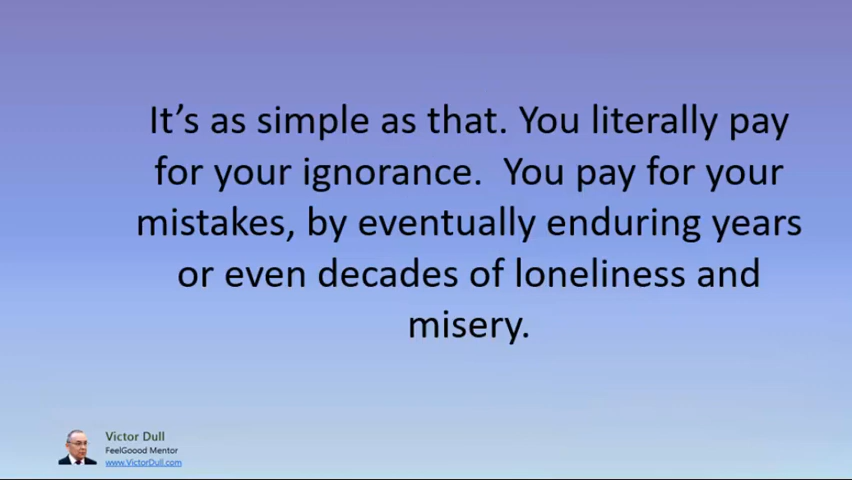 It’s as simple as that. You literally pay
for your ignorance.  You pay for your
mistakes, by eventually enduring years
or even decades of loneliness and
misery.
Victor Dull
FeelGoood Mentor
www.VictorDull.com